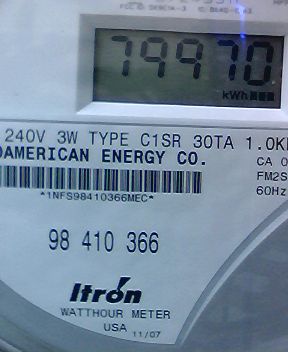 79970
kWh
240V 3W TYPE C1SR 30TA 1.0K
AMERICAN ENERGY CO. CA
FM2S
60Hz
*1NFS98410366MEC*
98 410 366
Itrón
WATTHOUR METER
USA 11/07